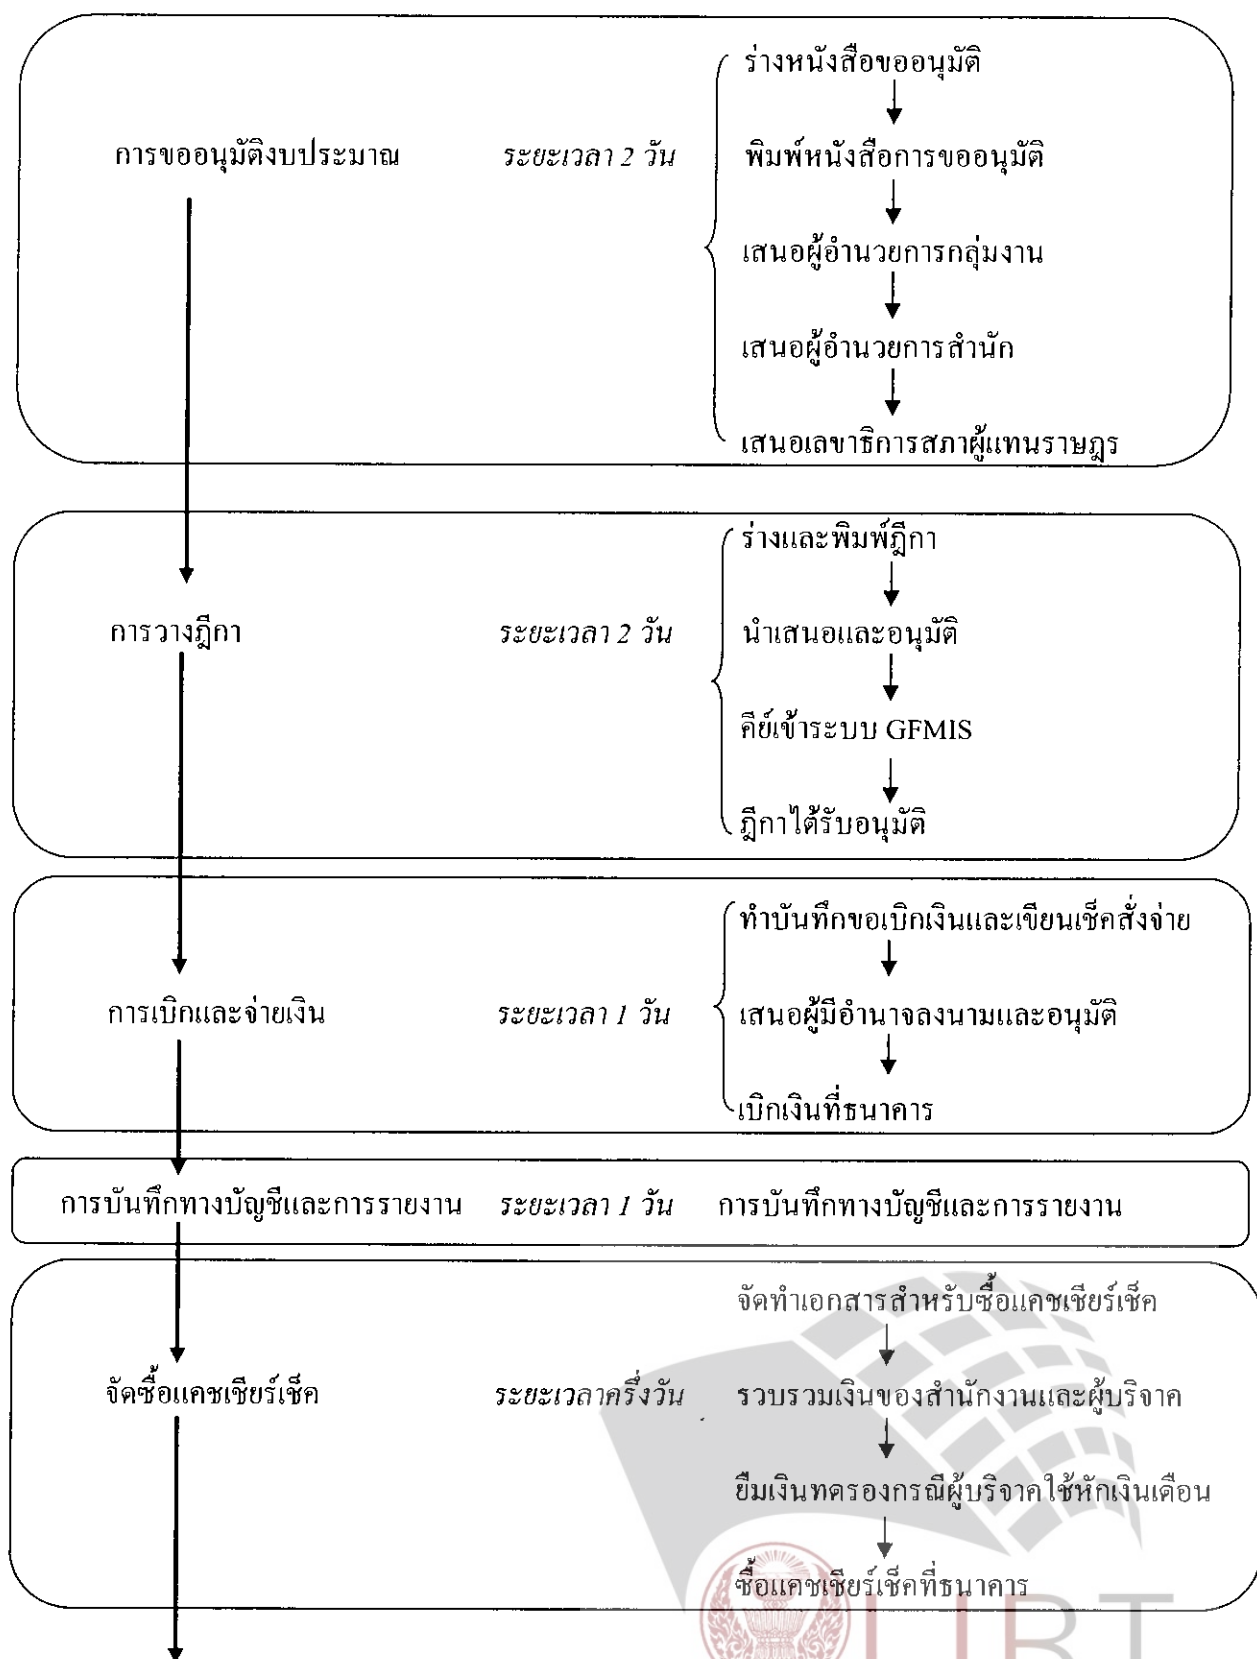 ร่างหนังสือขออนุมัติ
การขออนุมัติงบประมาณ ระยะเวลา 2 วัน พิมพ์หนังสือการขออนุมัติ
เสนอผู้อำนวยการกลุ่มงาน
เสนอผู้อำนวยการสำนัก
เสนอเลขาธิการสภาผู้แทนราษฎร
ร่างและพิมพ์ฎีกา
การวางฎีกา ระยะเวลา 2 วัน นำเสนอและอนุมัติ
คีย์เข้าระบบ GFMIS
ฎีกาได้รับอนุมัติ
ทำบันทึกขอเบิกเงินและเขียนเช็คสั่งจ่าย
การเบิกและจ่ายเงิน ระยะเวลา 1 วัน เสนอผู้มีอำนาจลงนามและอนุมัติ
เบิกเงินที่ธนาคาร
การบันทึกทางบัญชีและการรายงาน ระยะเวลา 1 วัน การบันทึกทางบัญชีและการรายงาน
จัดทำเอกสารสำหรับซื้อแคชเชียร์เช็ค
จัดซื้อแคชเชียร์เช็ค ระยะเวลาครึ่งวัน รวบรวมเงินของสำนักงานและผู้บริจาค
ยืมเงินทดรองกรณีผู้บริจาคใช้หักเงินเดือน
ซื้อแคชเชียร์เช็คที่ธนาคาร